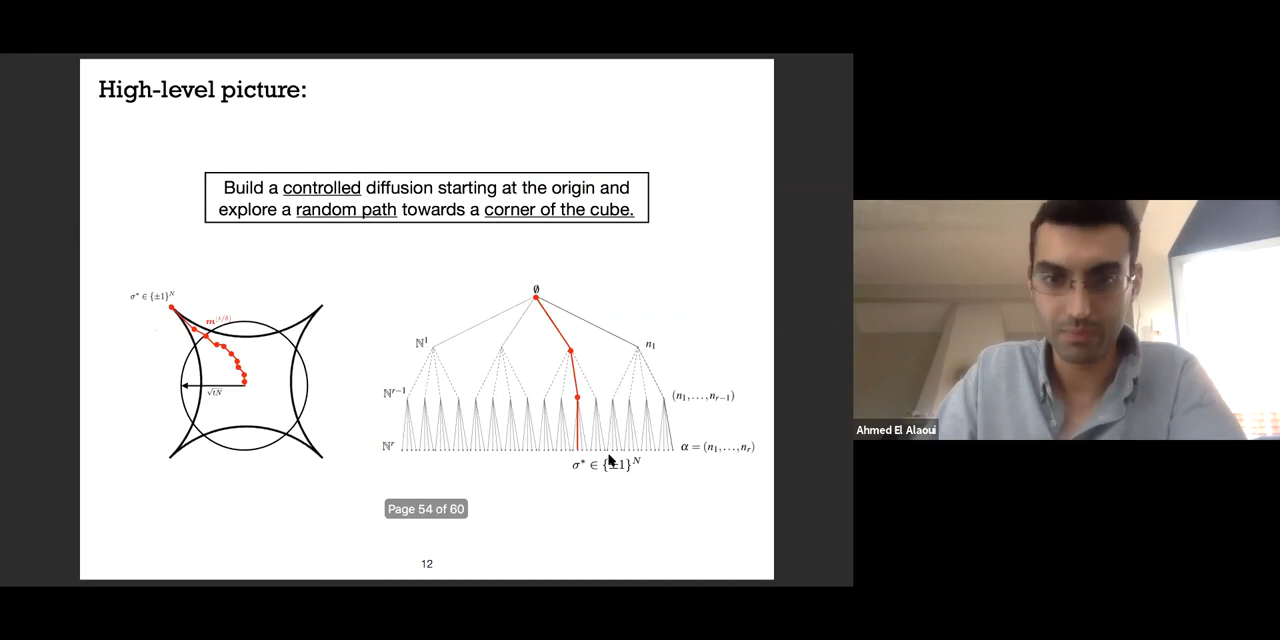 High-level picture:
Build a controlled diffusion starting at the origin and
explore a random path towards a corner of the cube.
σ* ∈ {±1}^N
m^⌊t/δ⌋
√tN
∅
ℕ^1
n_1
ℕ^{r−1}
(n_1,…,n_{r−1})
ℕ^r
α = (n_1,…,n_r)
σ* ∈ {±1}^N
Page 54 of 60
12
Ahmed El Alaoui